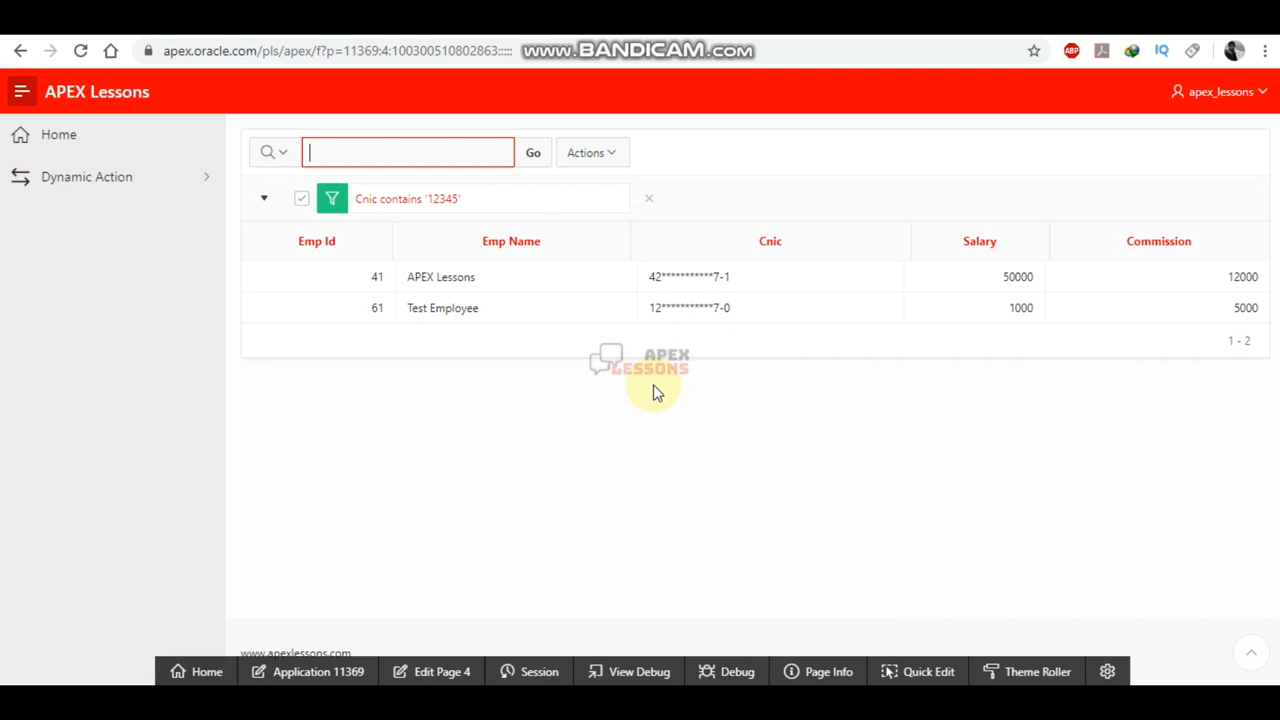 apex.oracle.com/pls/apex/f?p=11369:4:100300510802863:::::
www.BANDICAM.com
ABP
IQ
APEX Lessons
apex_lessons
Home
Dynamic Action
Go
Actions
Cnic contains '12345'
Emp Id Emp Name Cnic Salary Commission
41 APEX Lessons 42***********7-1 50000 12000
61 Test Employee 12***********7-0 1000 5000
1 - 2
APEX
LESSONS
www.apexlessons.com
Home Application 11369 Edit Page 4 Session View Debug Debug Page Info Quick Edit Theme Roller